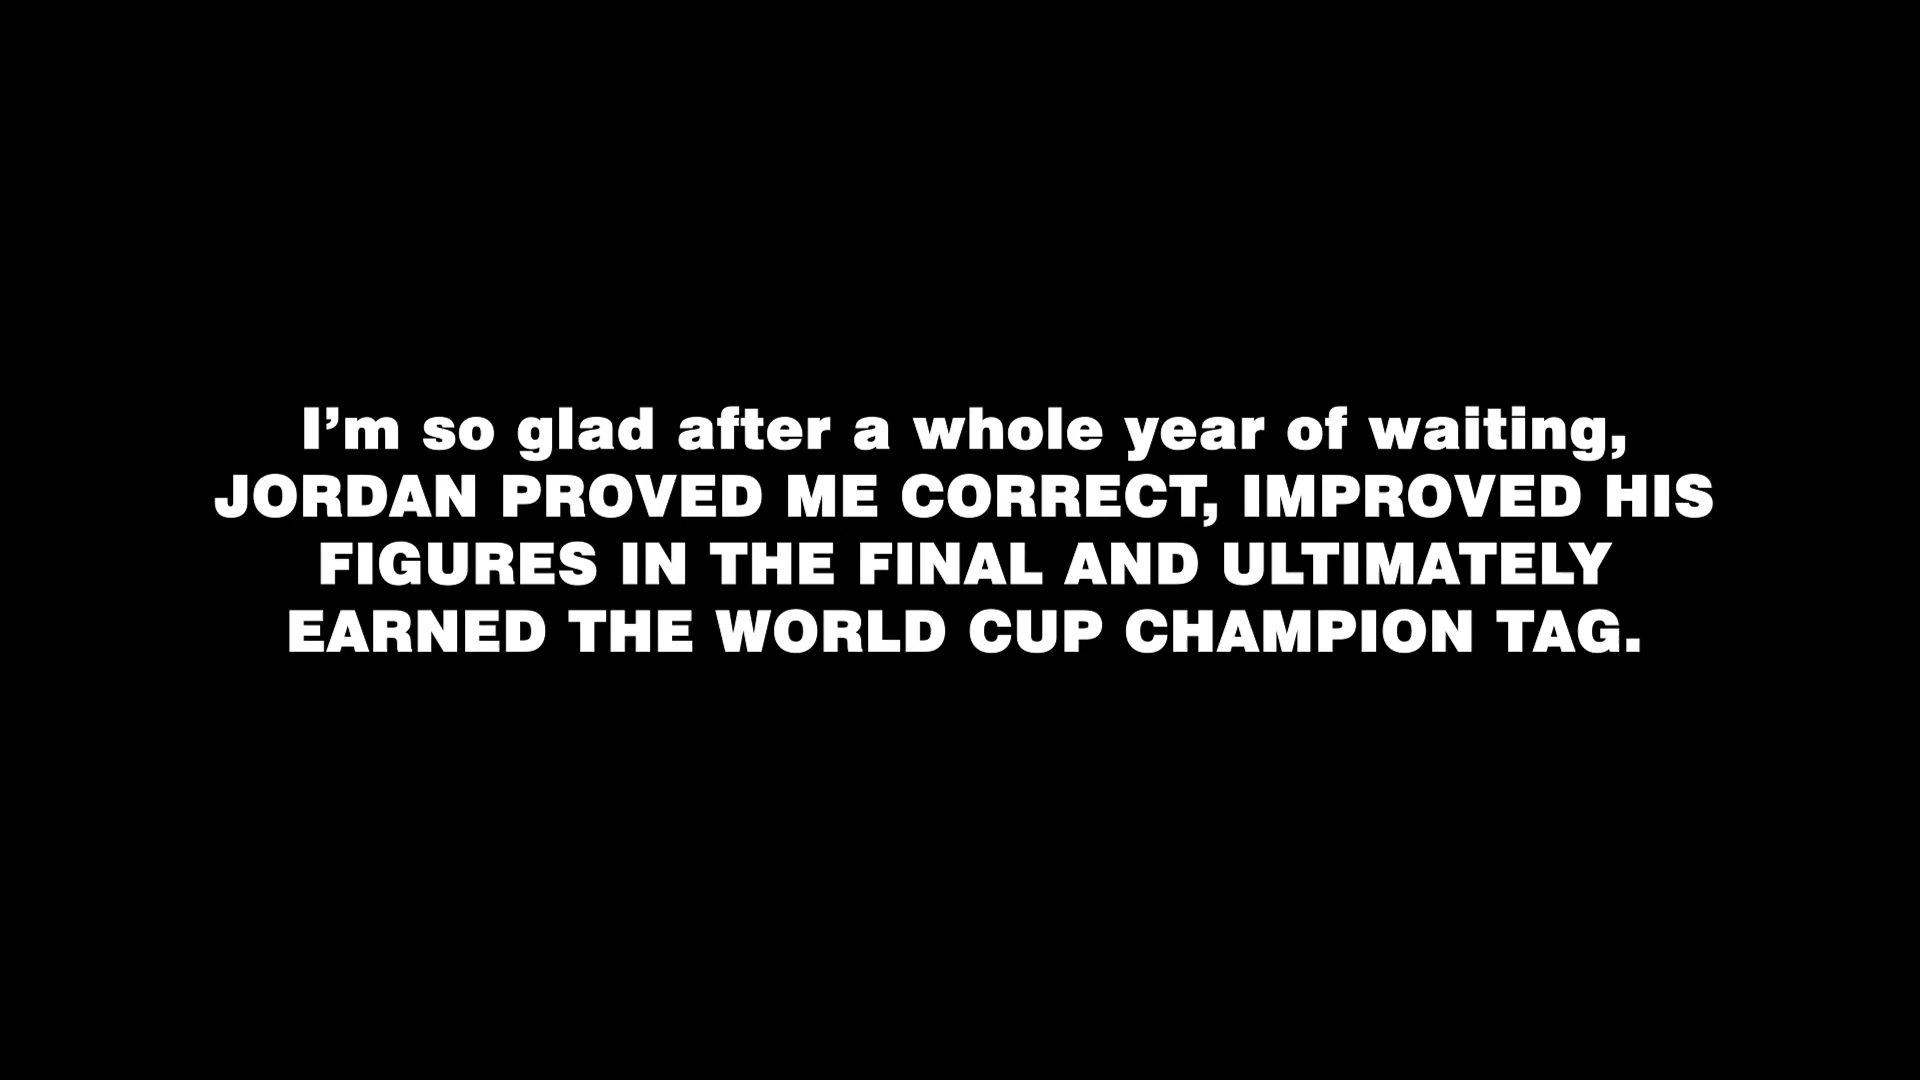 I’m so glad after a whole year of waiting,
JORDAN PROVED ME CORRECT, IMPROVED HIS
FIGURES IN THE FINAL AND ULTIMATELY
EARNED THE WORLD CUP CHAMPION TAG.